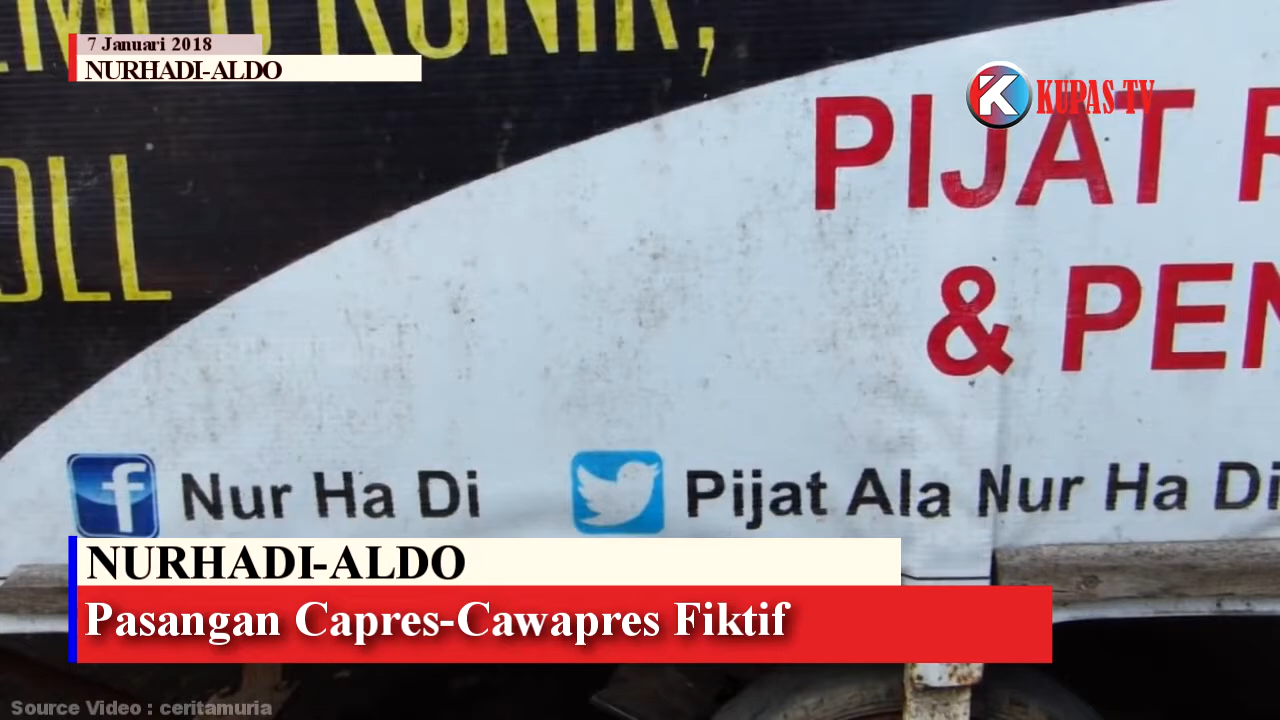 7 Januari 2018
NURHADI-ALDO
KUPAS TV
OLL
PIJAT
&
Nur Ha Di
Pijat Ala Nur Ha Di
NURHADI-ALDO
Pasangan Capres-Cawapres Fiktif
Source Video : ceritamuria